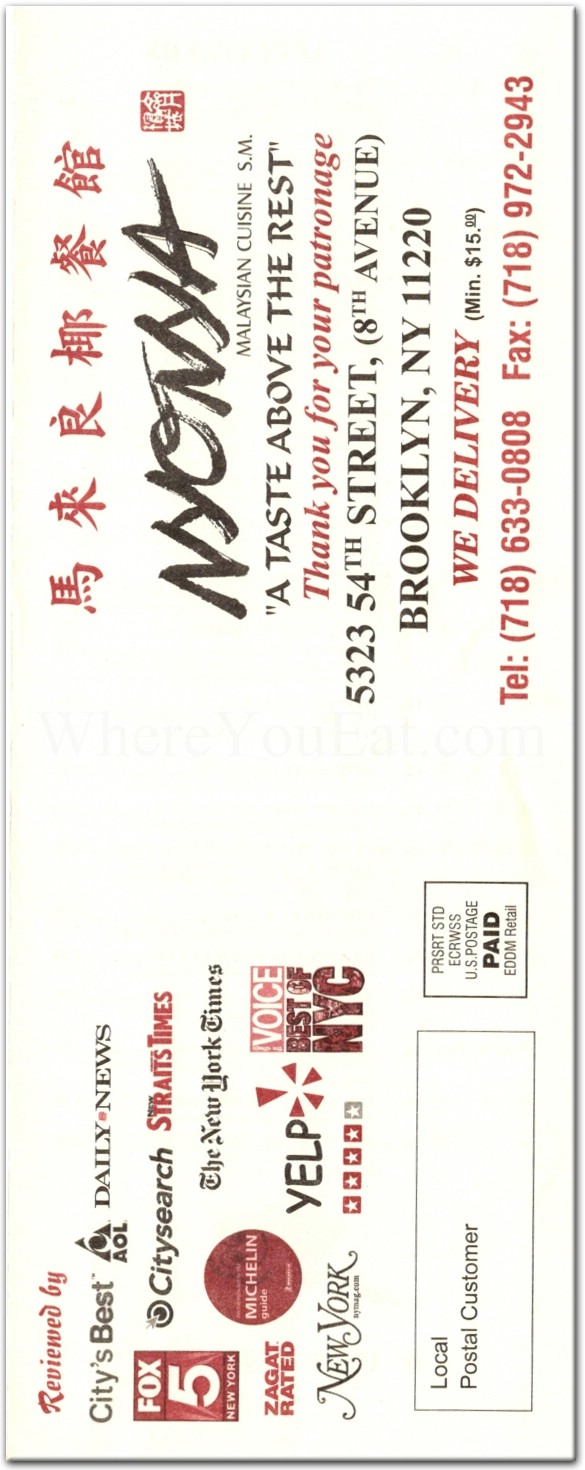 馬來良椰餐館
NYONYA
MALAYSIAN CUISINE S.M.
"A TASTE ABOVE THE REST"
Thank you for your patronage
5323 54TH STREET, (8TH AVENUE)
BROOKLYN, NY 11220
WE DELIVERY (Min. $15.00)
Tel: (718) 633-0808 Fax: (718) 972-2943
WhereYouEat.com
Reviewed by
City's Best™ AOL DAILY NEWS
FOX 5 NEW YORK
Citysearch
New STRAITS TIMES
ZAGAT RATED
MICHELIN guide
The New York Times
NEW YORK
nymag.com
YELP
VOICE
BEST OF
NYC
PRSRT STD
ECRWSS
U.S.POSTAGE
PAID
EDDM Retail
Local
Postal Customer